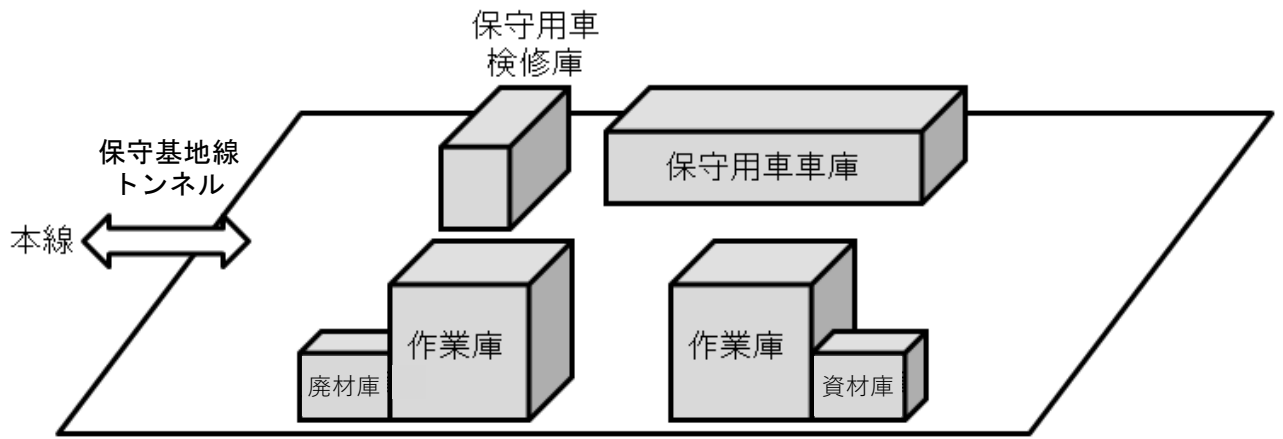 保守用車
検修庫
保守用車車庫
保守基地線
トンネル
本線
作業庫
作業庫
廃材庫
資材庫